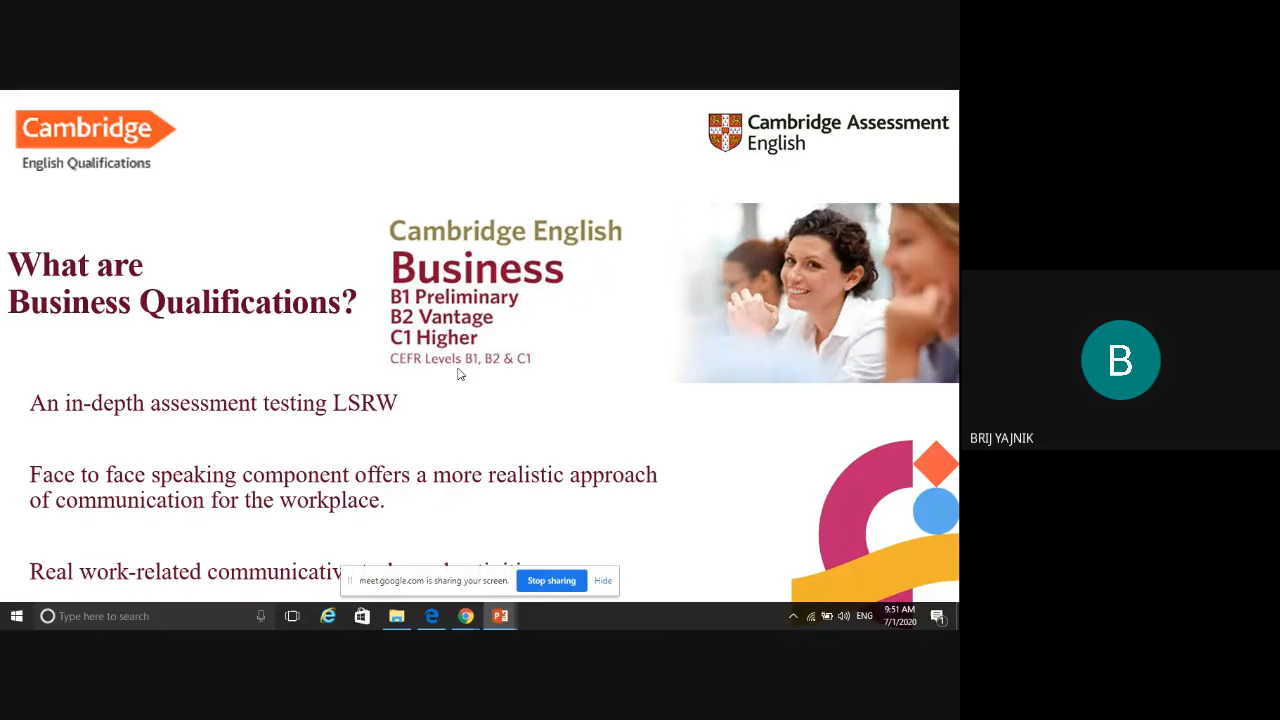 Cambridge
English Qualifications
Cambridge Assessment
English
What are
Business Qualifications?
Cambridge English
Business
B1 Preliminary
B2 Vantage
C1 Higher
CEFR Levels B1, B2 & C1
An in-depth assessment testing LSRW
Face to face speaking component offers a more realistic approach
of communication for the workplace.
Real work-related
meet.google.com is sharing your screen.
Stop sharing
Hide
Type here to search
ENG
9:51 AM
7/1/2020
1
B
BRIJ YAJNIK